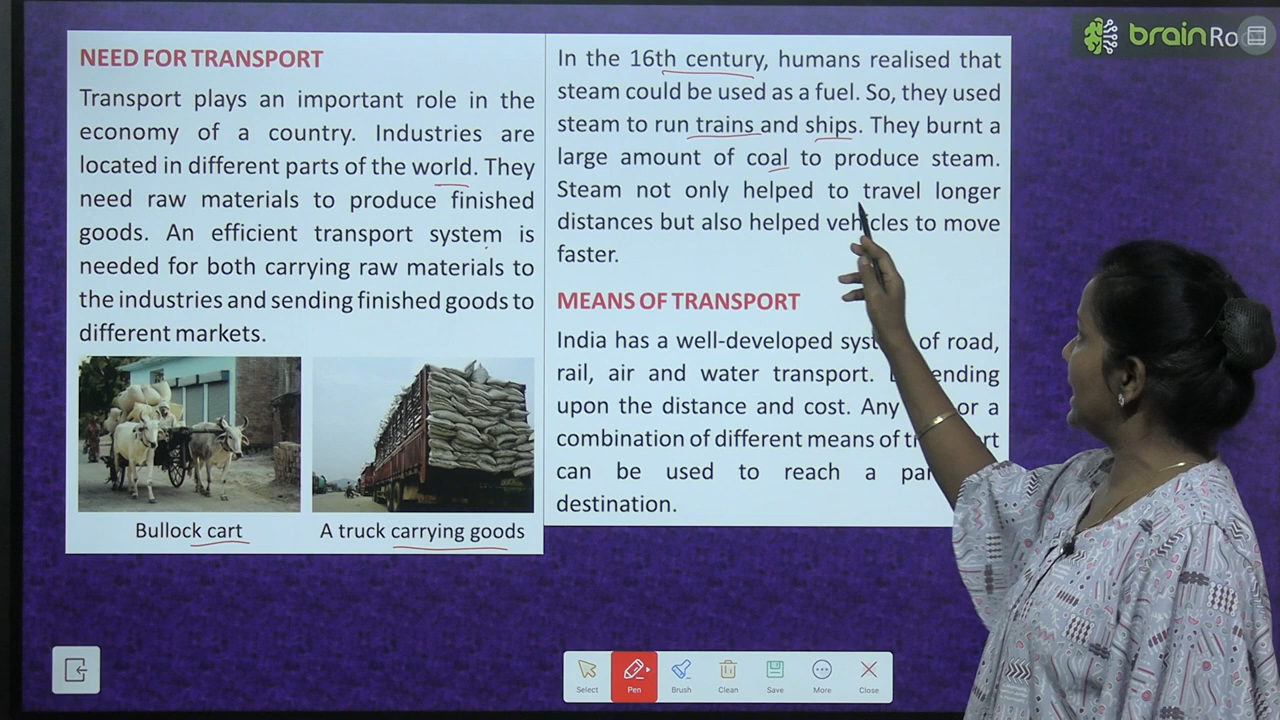 NEED FOR TRANSPORT
Transport plays an important role in the
economy of a country. Industries are
located in different parts of the world. They
need raw materials to produce finished
goods. An efficient transport system is
needed for both carrying raw materials to
the industries and sending finished goods to
different markets.
Bullock cart
A truck carrying goods
In the 16th century, humans realised that
steam could be used as a fuel. So, they used
steam to run trains and ships. They burnt a
large amount of coal to produce steam.
Steam not only helped to travel longer
distances but also helped vehicles to move
faster.
MEANS OF TRANSPORT
India has a well-developed of road,
rail, air and water transport.
upon the distance and cost. Any or a
combination of different means of
can be used to reach a
destination.
brain
Select
Pen
Brush
Clean
Save
More
Close